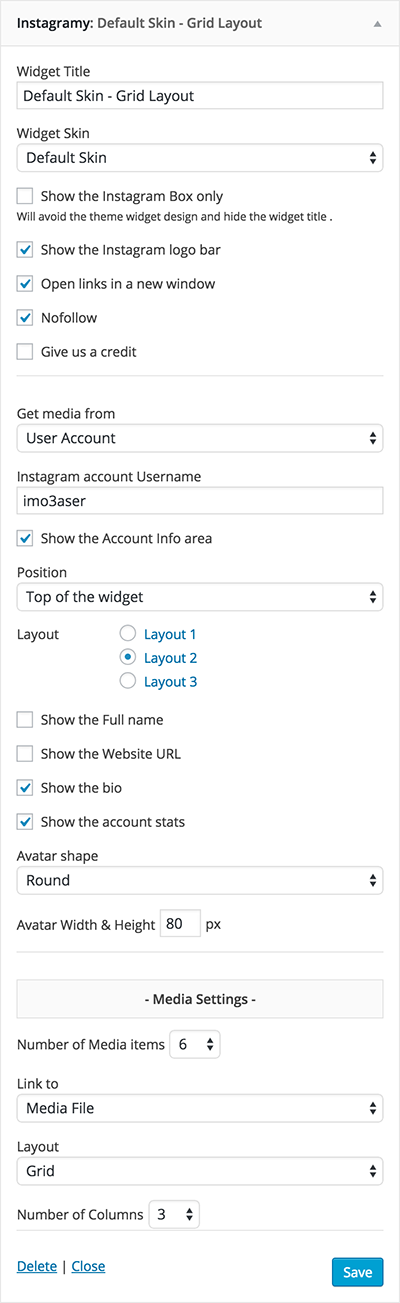 Instagramy: Default Skin - Grid Layout
Widget Title
Default Skin - Grid Layout
Widget Skin
Default Skin
Show the Instagram Box only
Will avoid the theme widget design and hide the widget title .
Show the Instagram logo bar
Open links in a new window
Nofollow
Give us a credit
Get media from
User Account
Instagram account Username
imo3aser
Show the Account Info area
Position
Top of the widget
Layout Layout 1
Layout 2
Layout 3
Show the Full name
Show the Website URL
Show the bio
Show the account stats
Avatar shape
Round
Avatar Width & Height 80 px
- Media Settings -
Number of Media items 6
Link to
Media File
Layout
Grid
Number of Columns 3
Delete | Close Save